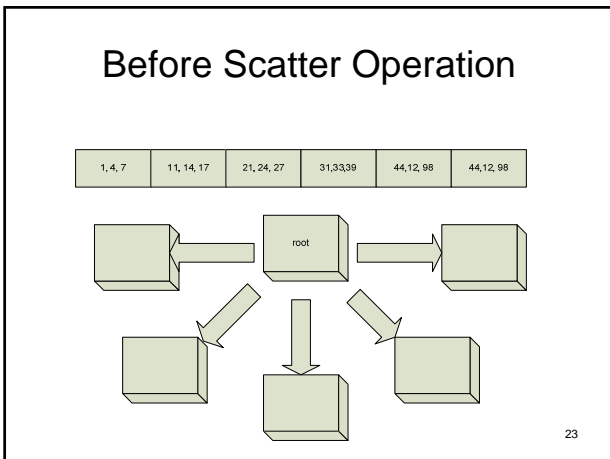 Before Scatter Operation
1, 4, 7 11, 14, 17 21, 24, 27 31,33,39 44,12, 98 44,12, 98
root
23